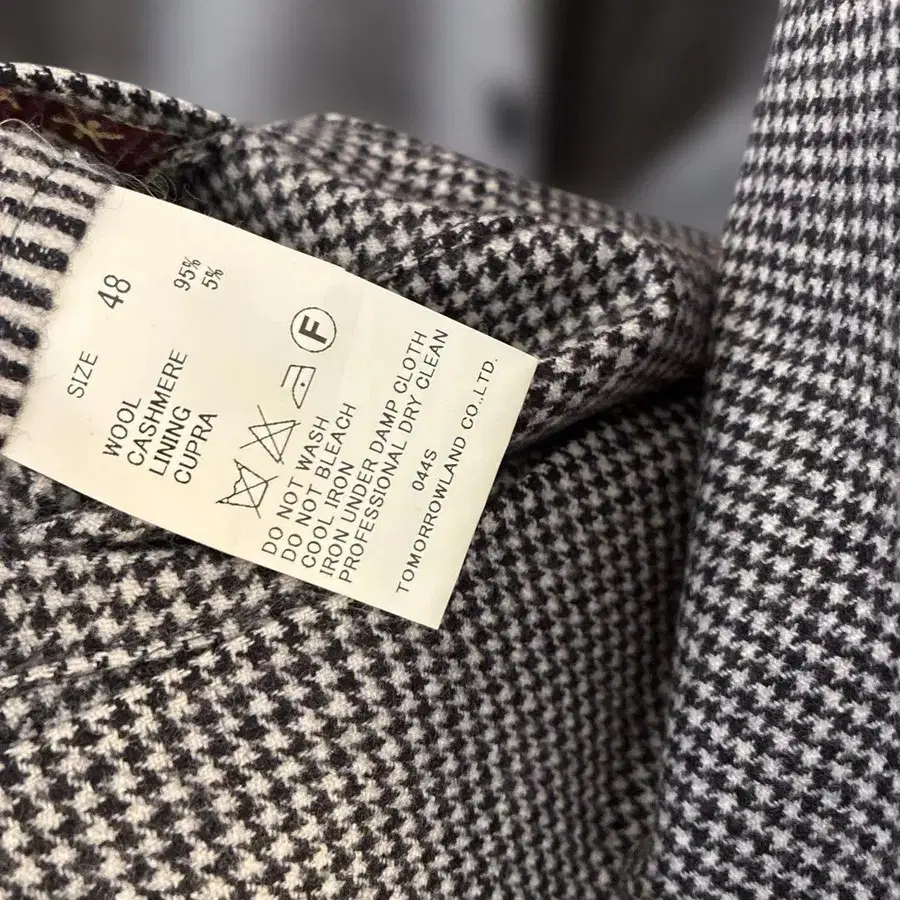 SIZE 48
WOOL 95%
CASHMERE 5%
LINING
CUPRA
F
DO NOT WASH
DO NOT BLEACH
COOL IRON
IRON UNDER DAMP CLOTH
PROFESSIONAL DRY CLEAN
044S
TOMORROWLAND CO.,LTD.